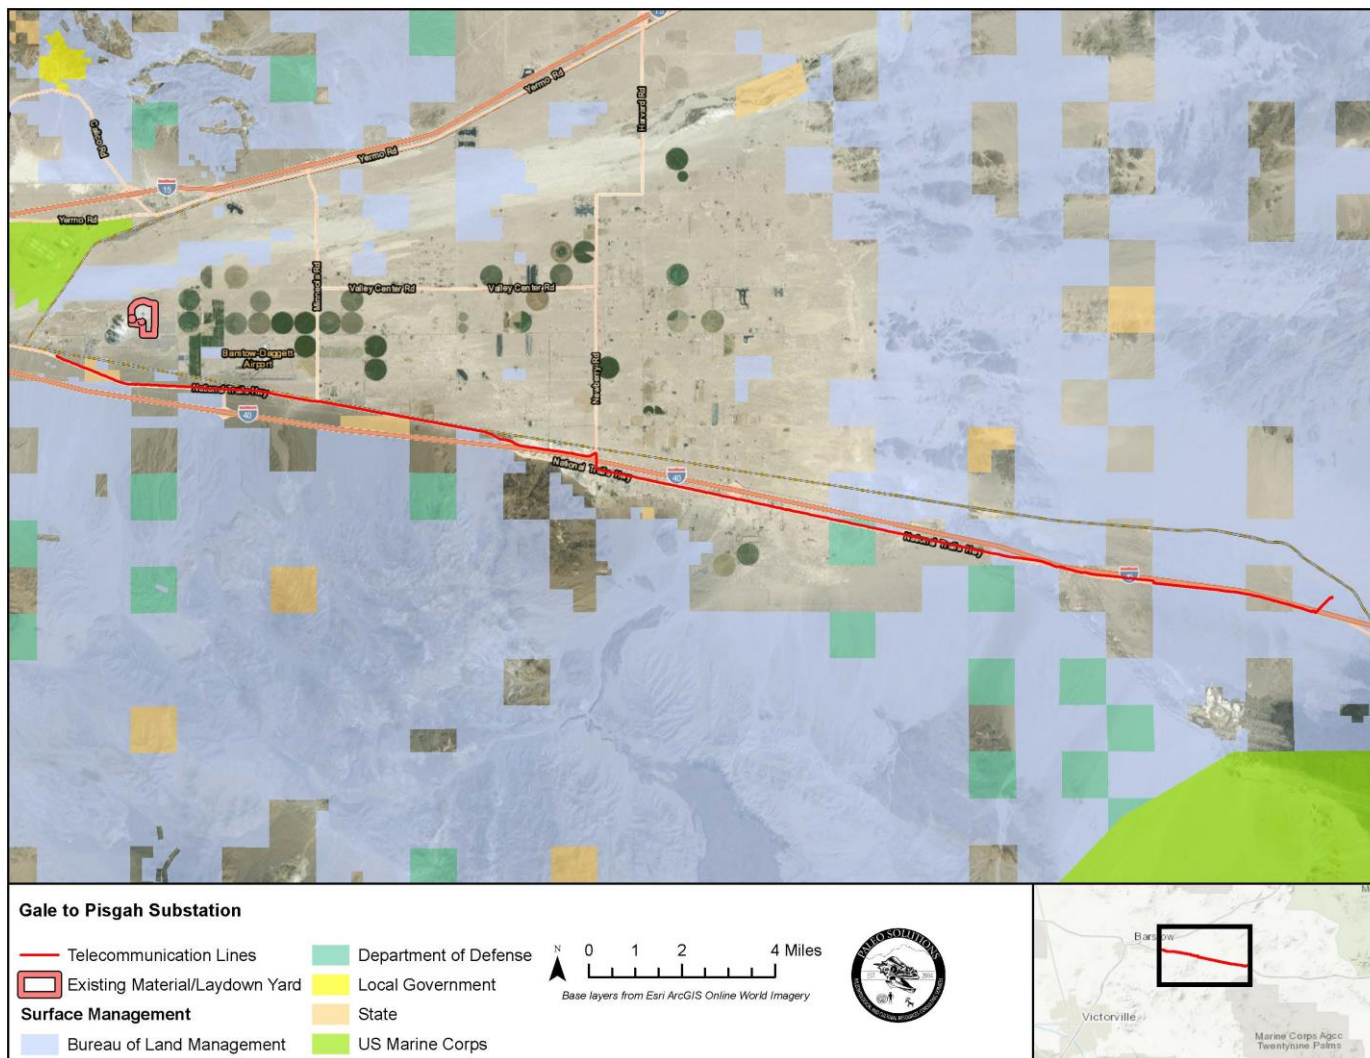 15
Yermo Rd
Harvard Rd
Calico Rd
Yermo Rd
15
Yermo Rd
Minneola Rd
Valley Center Rd
Valley Center Rd
Barstow-Daggett
Airport
Newberry Rd
National Trails Hwy
40
National Trails Hwy
40
National Trails Hwy
40
Gale to Pisgah Substation
Telecommunication Lines
Existing Material/Laydown Yard
Surface Management
Bureau of Land Management
Department of Defense
Local Government
State
US Marine Corps
N
0 1 2 4 Miles
Base layers from Esri ArcGIS Online World Imagery
PALEO SOLUTIONS
Barstow
Victorville
Marine Corps Agcc
Twentynine Palms